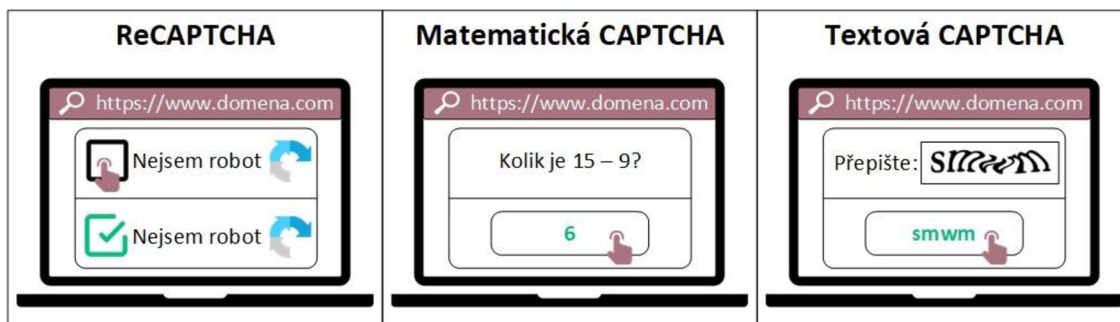 ReCAPTCHA
https://www.domena.com
Nejsem robot
Nejsem robot
Matematická CAPTCHA
https://www.domena.com
Kolik je 15 – 9?
6
Textová CAPTCHA
https://www.domena.com
Přepište: smwm
smwm